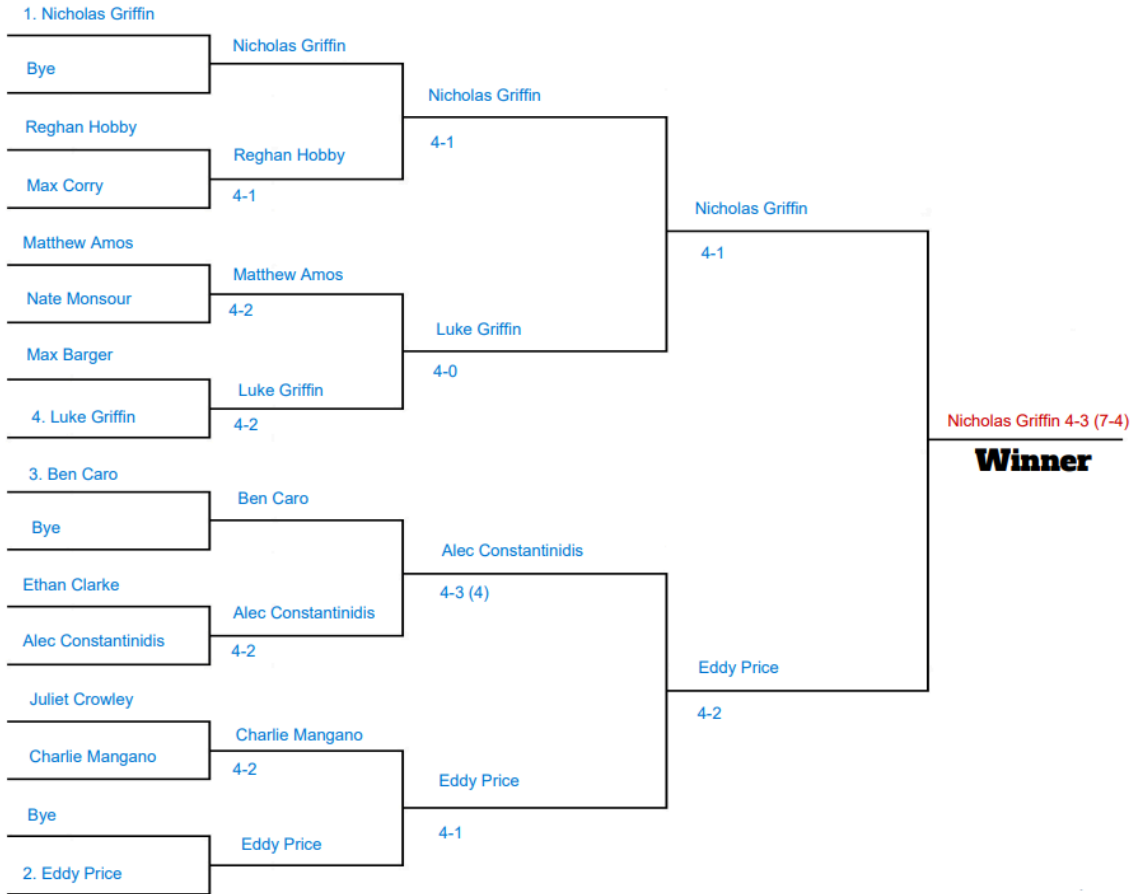 1. Nicholas Griffin
Bye
Reghan Hobby
Max Corry
Matthew Amos
Nate Monsour
Max Barger
4. Luke Griffin
3. Ben Caro
Bye
Ethan Clarke
Alec Constantinidis
Juliet Crowley
Charlie Mangano
Bye
2. Eddy Price
Nicholas Griffin
Reghan Hobby
4-1
Matthew Amos
4-2
Luke Griffin
4-2
Ben Caro
Alec Constantinidis
4-2
Charlie Mangano
4-2
Eddy Price
Nicholas Griffin
4-1
Luke Griffin
4-0
Alec Constantinidis
4-3 (4)
Eddy Price
4-1
Nicholas Griffin
4-1
Eddy Price
4-2
Nicholas Griffin 4-3 (7-4)
Winner